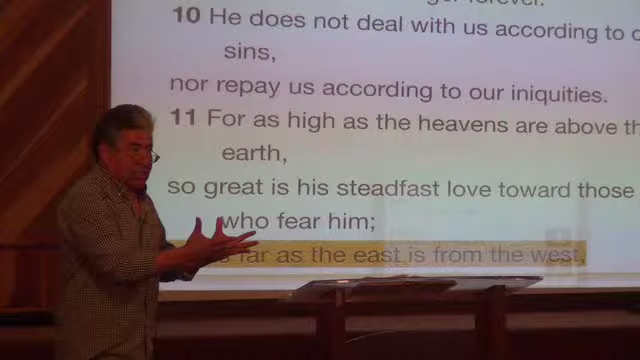 forever.
10 He does not deal with us according to
sins,
nor repay us according to our iniquities.
11 For as high as the heavens are above
earth,
so great is his steadfast love toward those
who fear him;
far as the east is from the west,